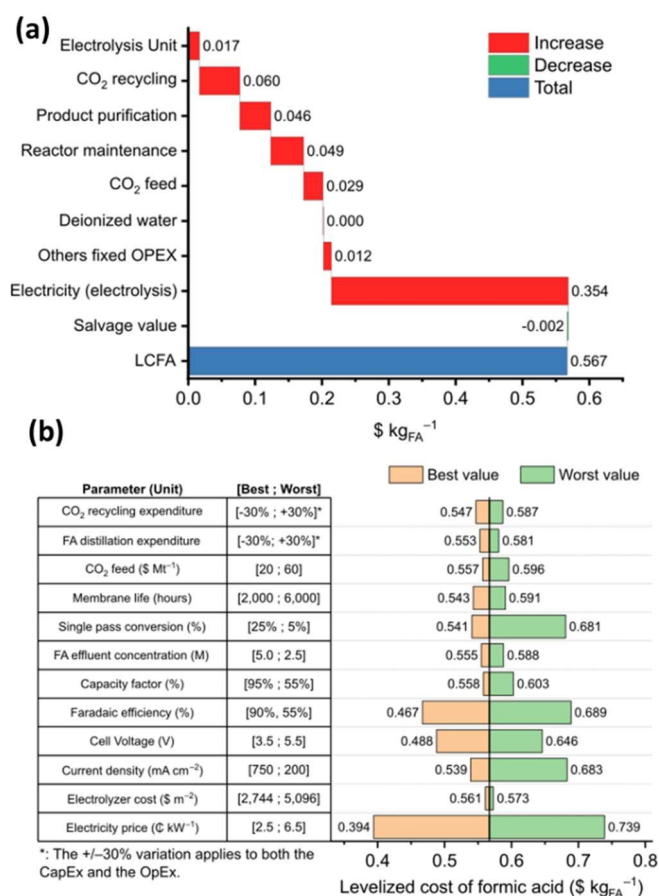 (a)
Increase
Decrease
Total
Electrolysis Unit 0.017
CO₂ recycling 0.060
Product purification 0.046
Reactor maintenance 0.049
CO₂ feed 0.029
Deionized water 0.000
Others fixed OPEX 0.012
Electricity (electrolysis) 0.354
Salvage value -0.002
LCFA 0.567
0.0 0.1 0.2 0.3 0.4 0.5 0.6
$ kg_FA⁻¹
(b)
Best value Worst value
Parameter (Unit) [Best ; Worst]
CO₂ recycling expenditure [-30% ; +30%]* 0.547 0.587
FA distillation expenditure [-30%; +30%]* 0.553 0.581
CO₂ feed ($ Mt⁻¹) [20 ; 60] 0.557 0.596
Membrane life (hours) [2,000 ; 6,000] 0.543 0.591
Single pass conversion (%) [25% ; 5%] 0.541 0.681
FA effluent concentration (M) [5.0 ; 2.5] 0.555 0.588
Capacity factor (%) [95% ; 55%] 0.558 0.603
Faradaic efficiency (%) [90%, 55%] 0.467 0.689
Cell Voltage (V) [3.5 ; 5.5] 0.488 0.646
Current density (mA cm⁻²) [750 ; 200] 0.539 0.683
Electrolyzer cost ($ m⁻²) [2,744 ; 5,096] 0.561 0.573
Electricity price (₵ kW⁻¹) [2.5 ; 6.5] 0.394 0.739
*: The +/–30% variation applies to both the
CapEx and the OpEx.
0.4 0.5 0.6 0.7 0.8
Levelized cost of formic acid ($ kg_FA⁻¹)